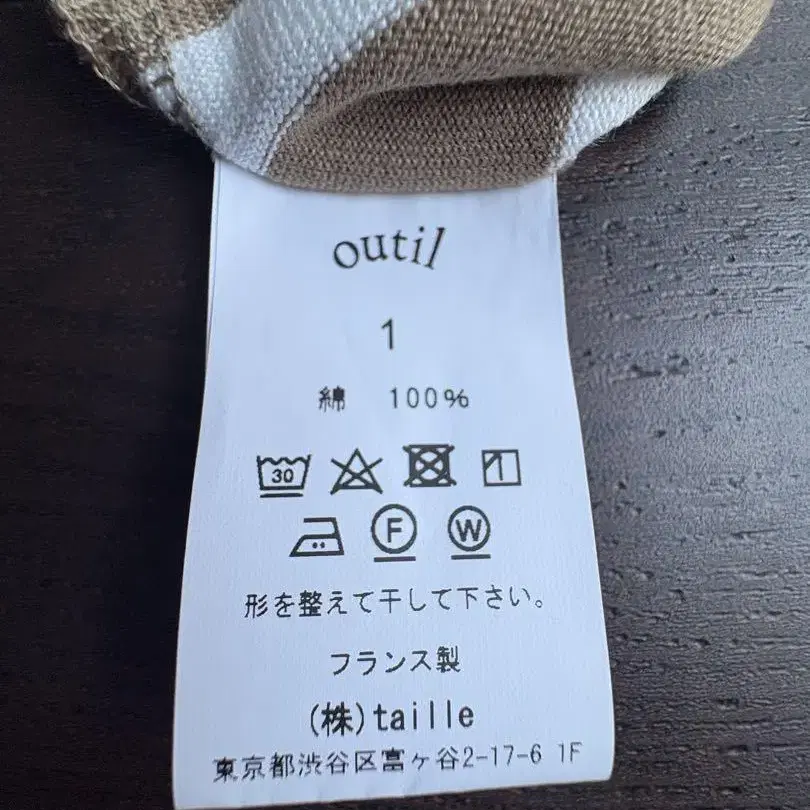 outil
1
綿 100%
30
F W
形を整えて干して下さい。
フランス製
(株)taille
東京都渋谷区富ヶ谷2-17-6 1F